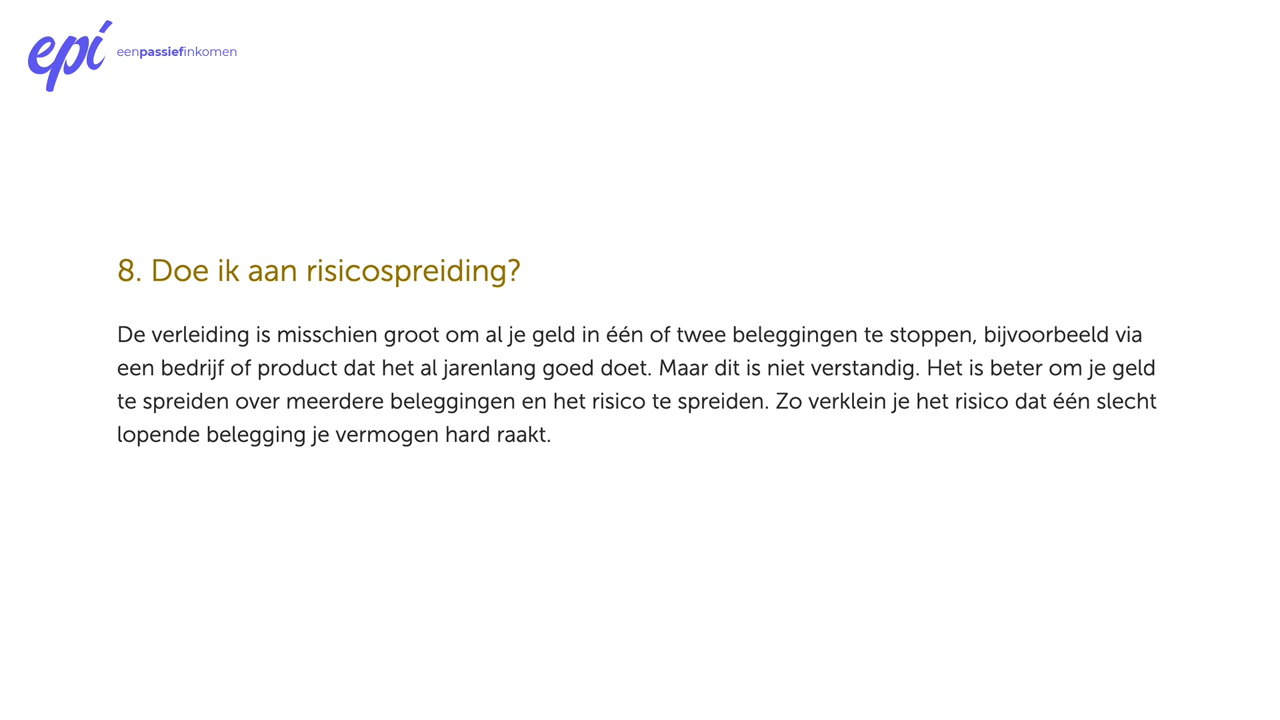 epi eenpassiefinkomen
8. Doe ik aan risicospreiding?
De verleiding is misschien groot om al je geld in één of twee beleggingen te stoppen, bijvoorbeeld via
een bedrijf of product dat het al jarenlang goed doet. Maar dit is niet verstandig. Het is beter om je geld
te spreiden over meerdere beleggingen en het risico te spreiden. Zo verklein je het risico dat één slecht
lopende belegging je vermogen hard raakt.